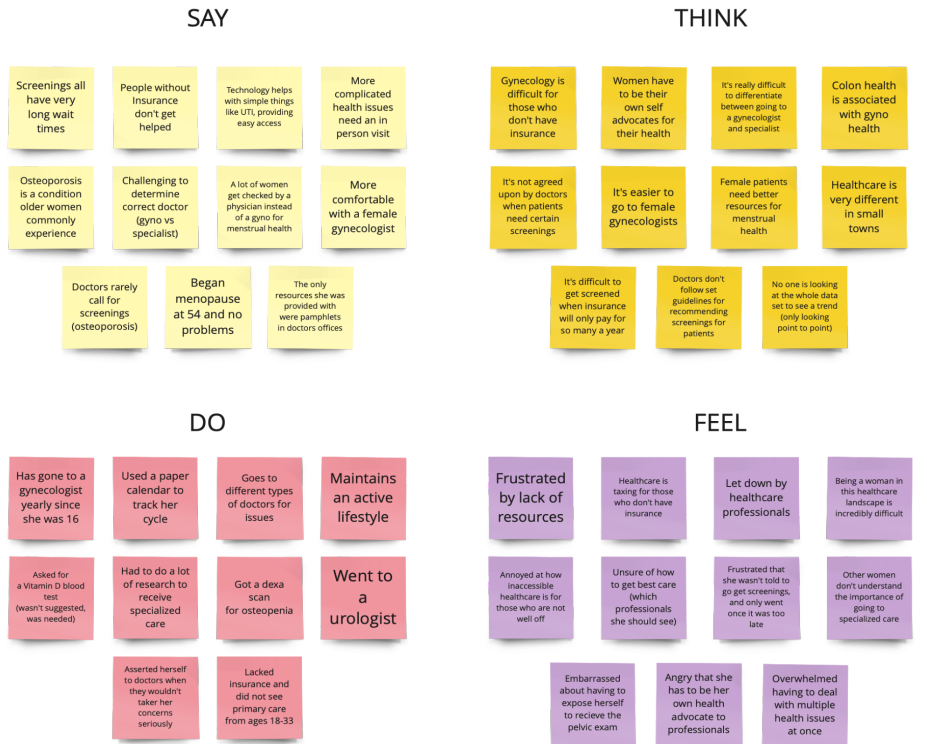 SAY
Screenings all
have very
long wait
times
People without
Insurance
don't get
helped
Technology helps
with simple things
like UTI, providing
easy access
More
complicated
health issues
need an in
person visit
Osteoporosis
is a condition
older women
commonly
experience
Challenging to
determine
correct doctor
(gyno vs
specialist)
A lot of women
get checked by a
physician instead
of a gyno for
menstrual health
More
comfortable
with a female
gynecologist
Doctors rarely
call for
screenings
(osteoporosis)
Began
menopause
at 54 and no
problems
The only
resources she was
provided with
were pamphlets
in doctors offices
THINK
Gynecology is
difficult for
those who
don't have
insurance
Women have
to be their
own self
advocates for
their health
It's really difficult
to differentiate
between going to
a gynecologist
and specialist
Colon health
is associated
with gyno
health
It's not agreed
upon by doctors
when patients
need certain
screenings
It's easier to
go to female
gynecologists
Female patients
need better
resources for
menstrual
health
Healthcare is
very different
in small
towns
It's difficult to
get screened
when insurance
will only pay for
so many a year
Doctors don't
follow set
guidelines for
recommending
screenings for
patients
No one is looking
at the whole data
set to see a trend
(only looking
point to point)
DO
Has gone to a
gynecologist
yearly since
she was 16
Used a paper
calendar to
track her
cycle
Goes to
different types
of doctors for
issues
Maintains
an active
lifestyle
Asked for
a Vitamin D blood
test
(wasn't suggested,
was needed)
Had to do a lot
of research to
receive
specialized
care
Got a dexa
scan
for osteopenia
Went to
a
urologist
Asserted herself
to doctors when
they wouldn't
taker her
concerns
seriously
Lacked
insurance and
did not see
primary care
from ages 18-33
FEEL
Frustrated
by lack of
resources
Healthcare is
taxing for those
who don't have
insurance
Let down by
healthcare
professionals
Being a woman in
this healthcare
landscape is
incredibly difficult
Annoyed at how
inaccessible
healthcare is for
those who are not
well off
Unsure of how
to get best care
(which
professionals
she should see)
Frustrated that
she wasn't told to
go get screenings,
and only went
once it was too
late
Other women
don't understand
the importance of
going to
specialized care
Embarrassed
about having to
expose herself
to recieve the
pelvic exam
Angry that she
has to be her
own health
advocate to
professionals
Overwhelmed
having to deal
with multiple
health issues
at once